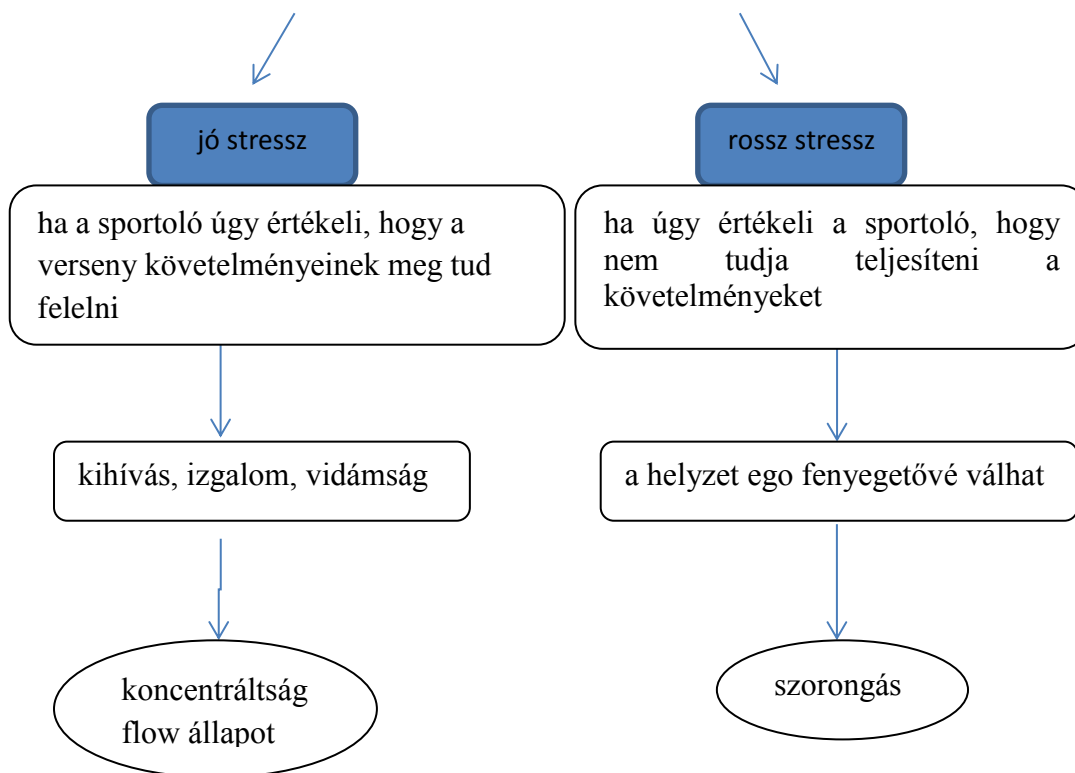 jó stressz
ha a sportoló úgy értékeli, hogy a
verseny követelményeinek meg tud
felelni
kihívás, izgalom, vidámság
koncentráltság
flow állapot
rossz stressz
ha úgy értékeli a sportoló, hogy
nem tudja teljesíteni a
követelményeket
a helyzet ego fenyegetővé válhat
szorongás